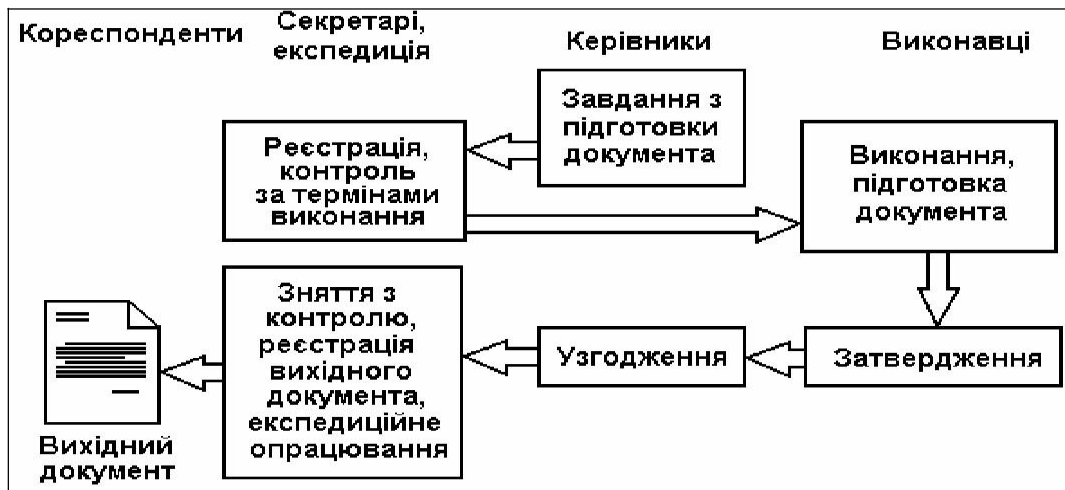 Кореспонденти
Секретарі,
експедиція
Керівники
Виконавці
Завдання з
підготовки
документа
Реєстрація,
контроль
за термінами
виконання
Виконання,
підготовка
документа
Зняття з
контролю,
реєстрація
вихідного
документа,
експедиційне
опрацювання
Узгодження
Затвердження
Вихідний
документ